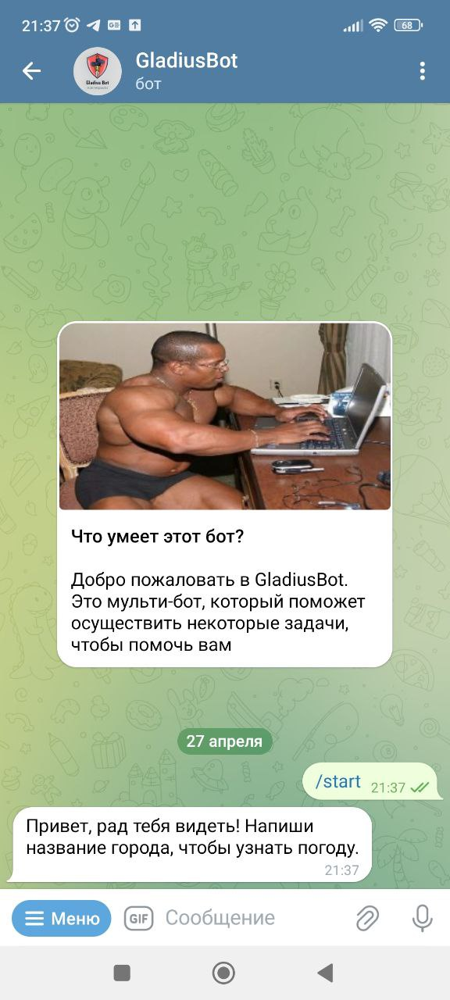 21:37
68
GladiusBot
бот
Gladius Bot
Что умеет этот бот?
Добро пожаловать в GladiusBot.
Это мульти-бот, который поможет
осуществить некоторые задачи,
чтобы помочь вам
27 апреля
/start 21:37
Привет, рад тебя видеть! Напиши
название города, чтобы узнать погоду.
21:37
Меню GIF Сообщение